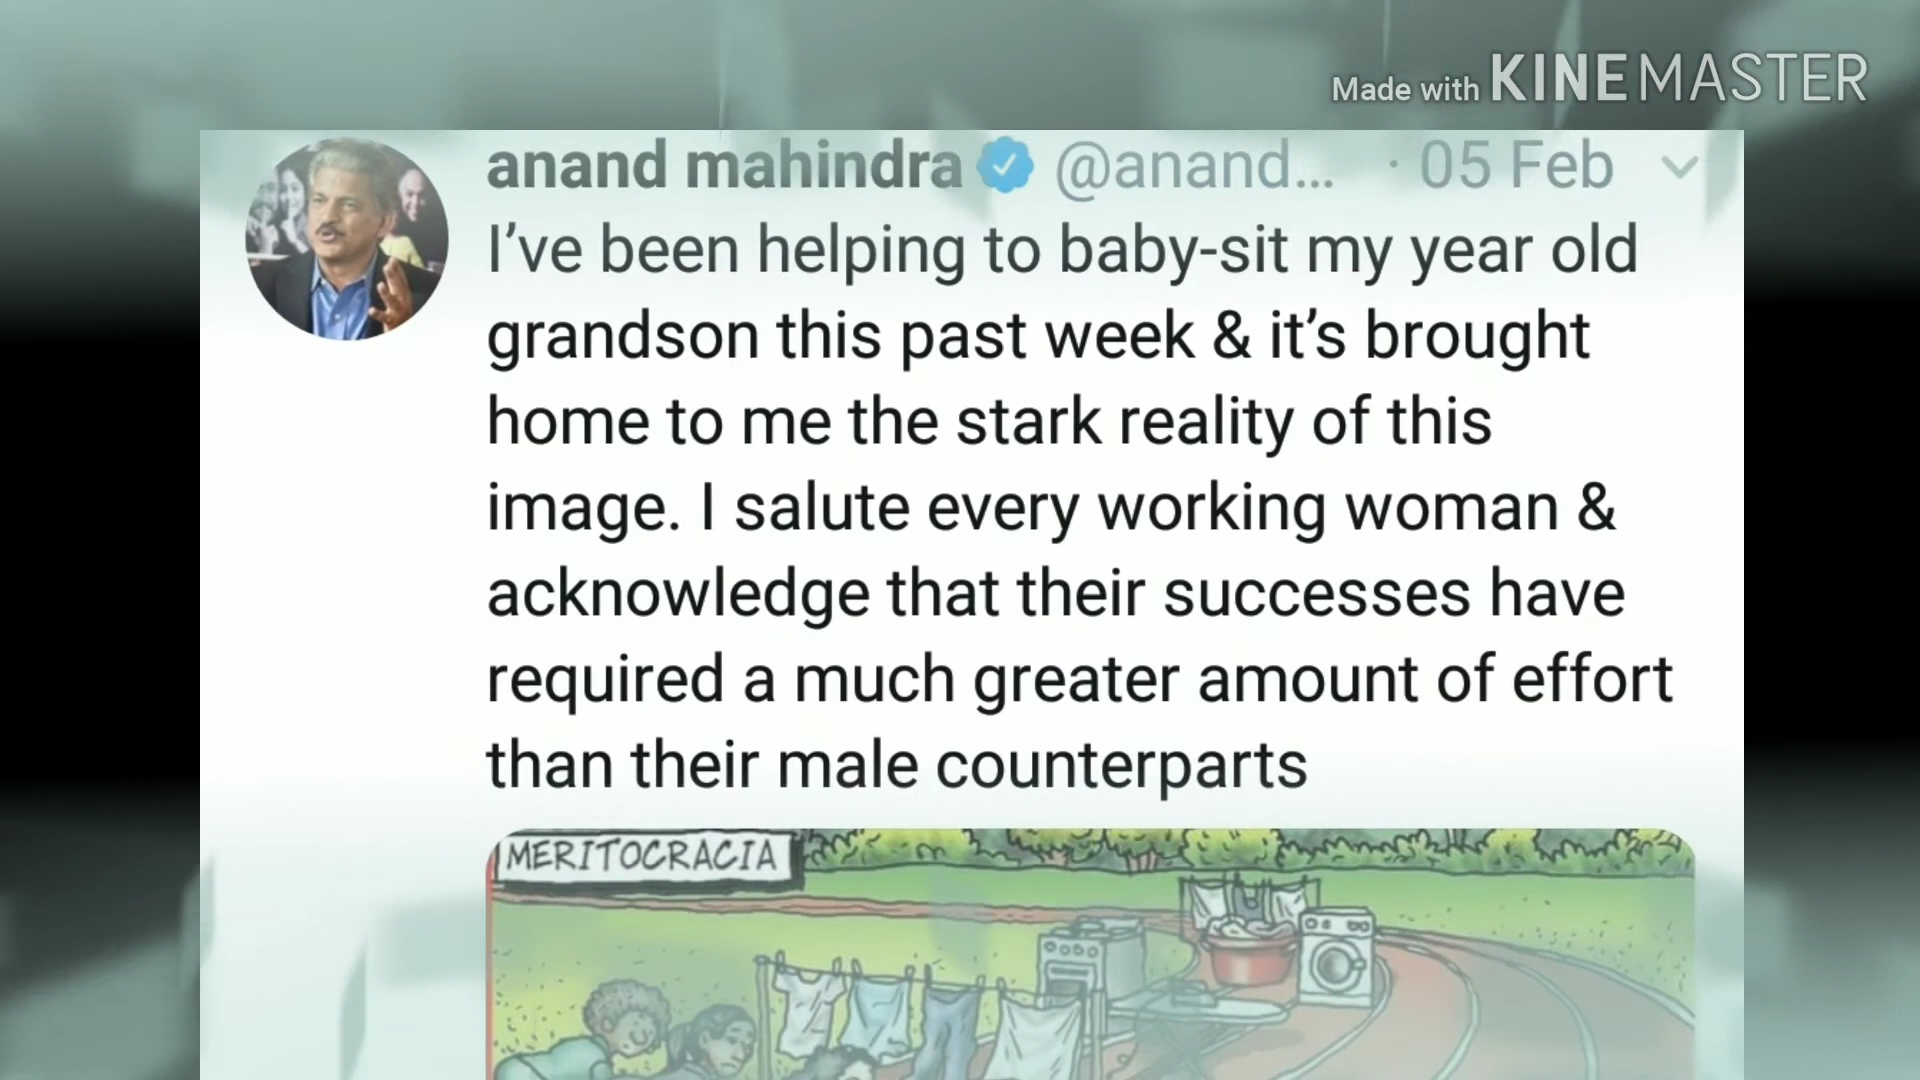 Made with KINEMASTER
anand mahindra @anand... · 05 Feb
I've been helping to baby-sit my year old
grandson this past week & it's brought
home to me the stark reality of this
image. I salute every working woman &
acknowledge that their successes have
required a much greater amount of effort
than their male counterparts
MERITOCRACIA